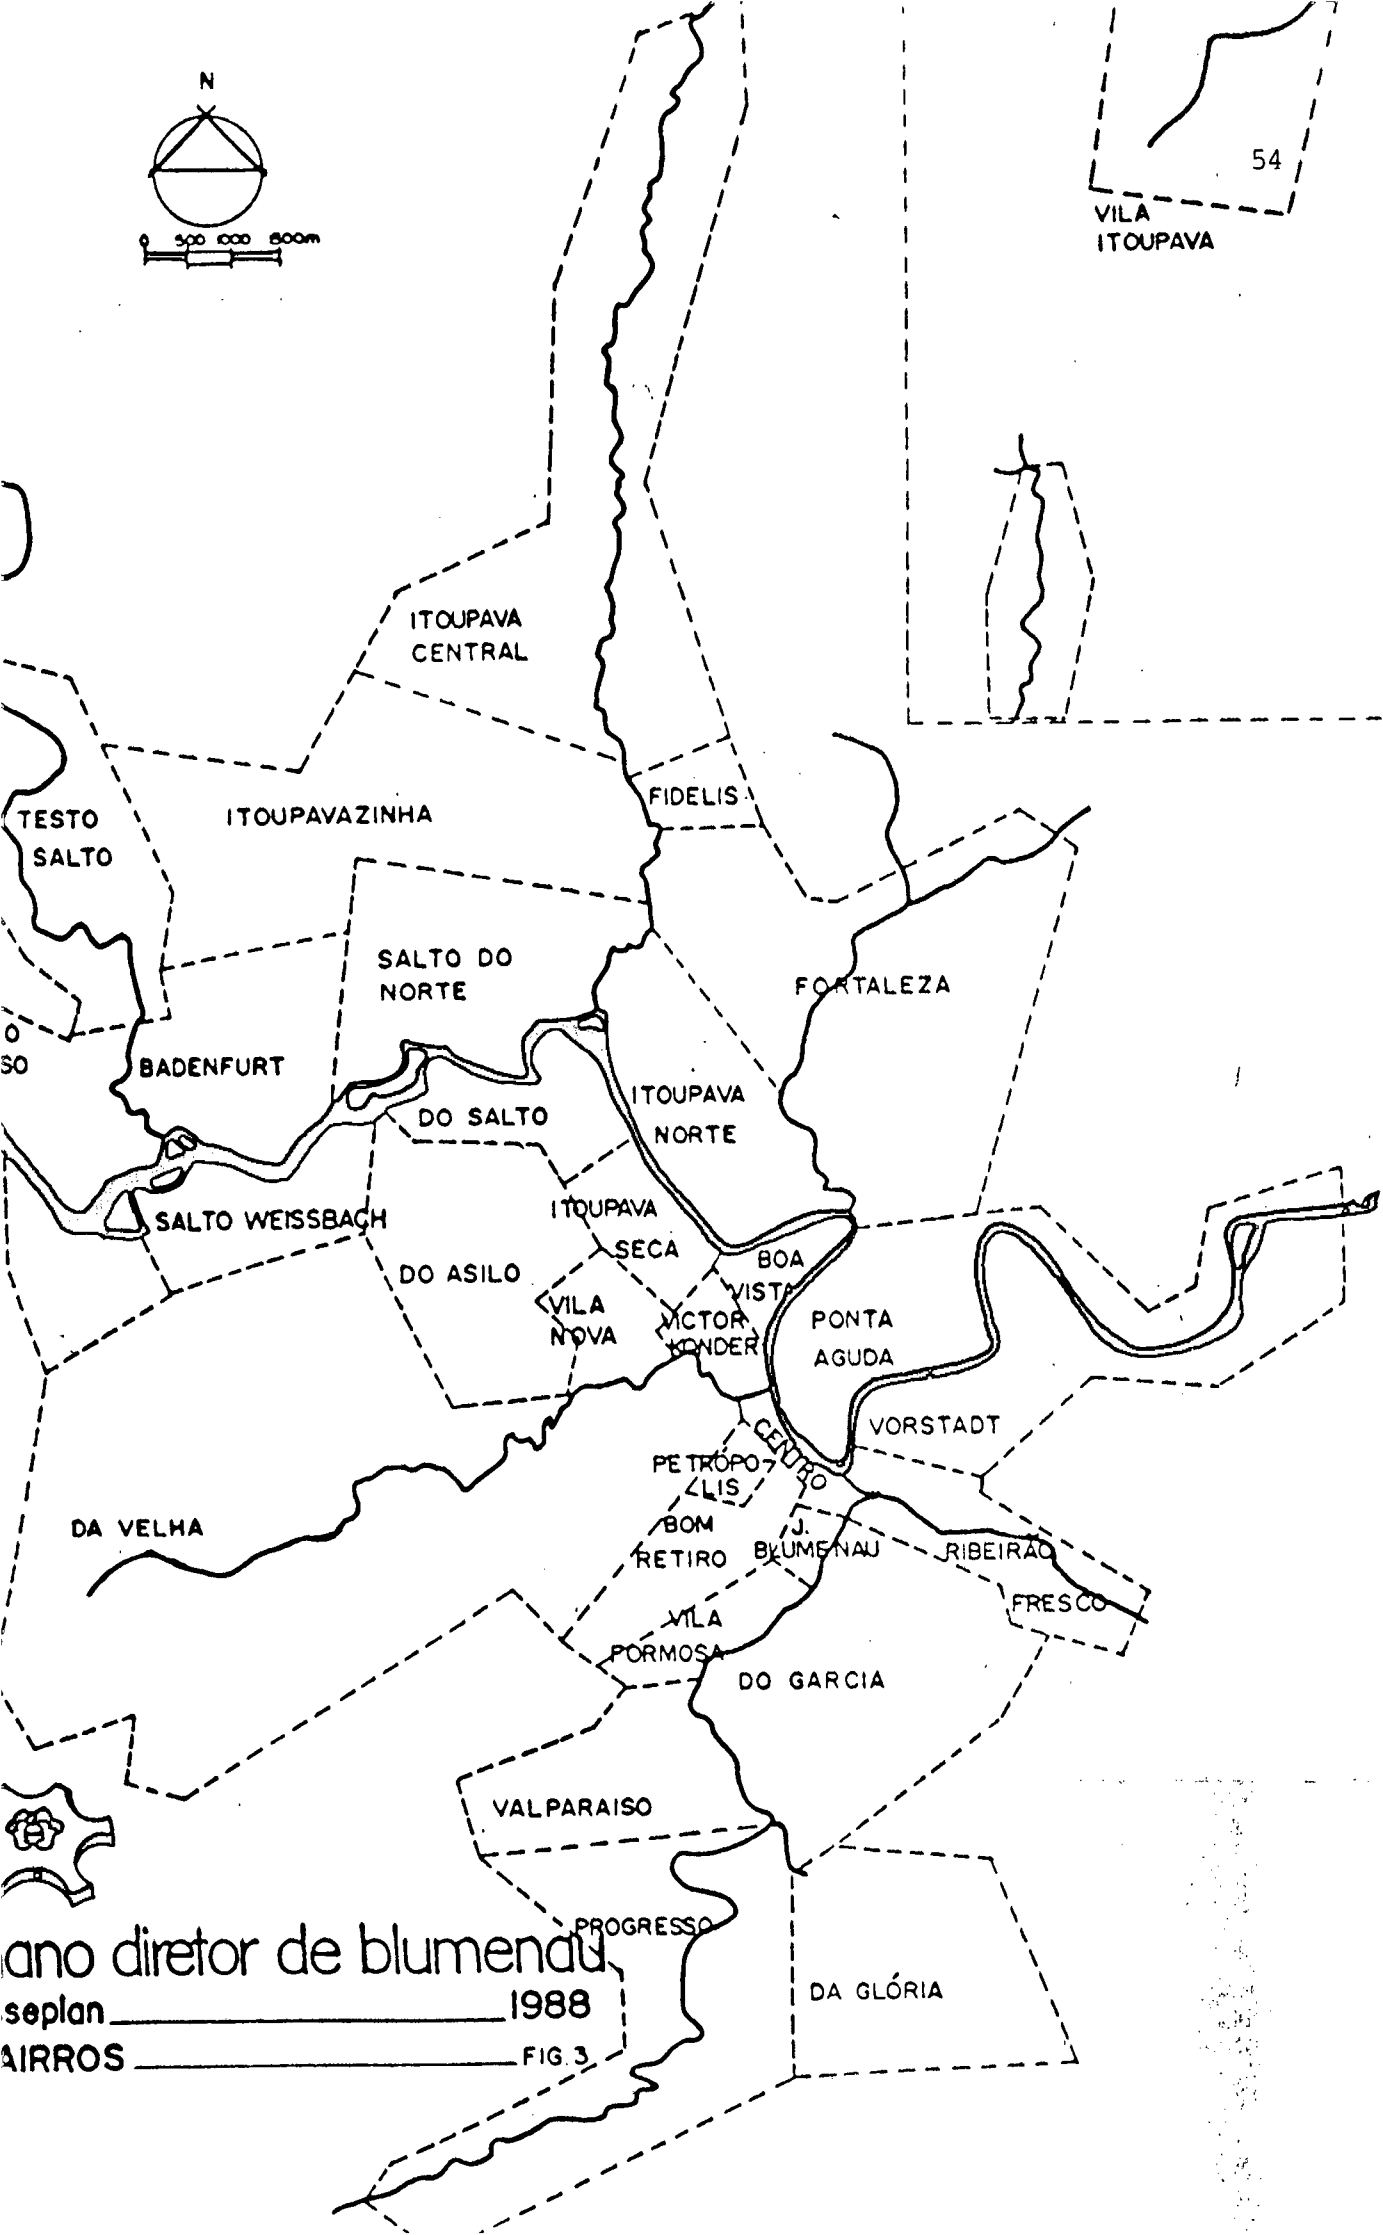 N
0 500 1000 800m
54
VILA
ITOUPAVA
ITOUPAVA
CENTRAL
FIDELIS
TESTO
SALTO
ITOUPAVAZINHA
SALTO DO
NORTE
FORTALEZA
O
SO
BADENFURT
DO SALTO
ITOUPAVA
NORTE
SALTO WEISSBACH
ITOUPAVA
SECA
DO ASILO
BOA
VISTA
VILA
NOVA
VICTOR
KONDER
PONTA
AGUDA
CENTRO
VORSTADT
PETRÓPO-
LIS
DA VELHA
BOM
RETIRO
J.
BLUMENAU
RIBEIRÃO
FRESCO
VILA
FORMOSA
DO GARCIA
VALPARAISO
PROGRESSO
DA GLÓRIA
ano diretor de blumenau
seplan 1988
AIRROS FIG. 3